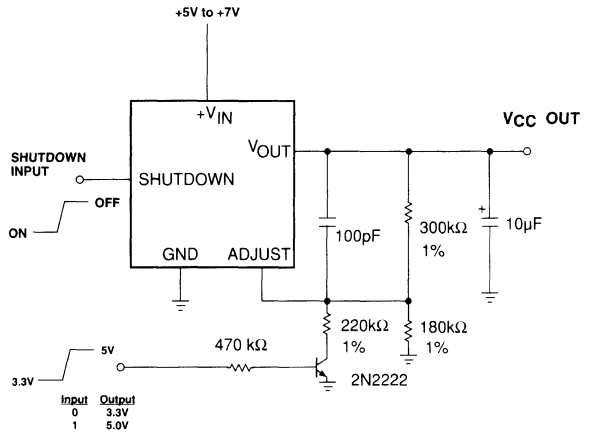 +5V to +7V
+VIN
VCC OUT
VOUT
SHUTDOWN
INPUT
SHUTDOWN
OFF
ON
GND ADJUST
100pF
300kΩ
1%
+
10µF
220kΩ
1%
180kΩ
1%
470 kΩ
5V
3.3V
2N2222
Input Output
0 3.3V
1 5.0V